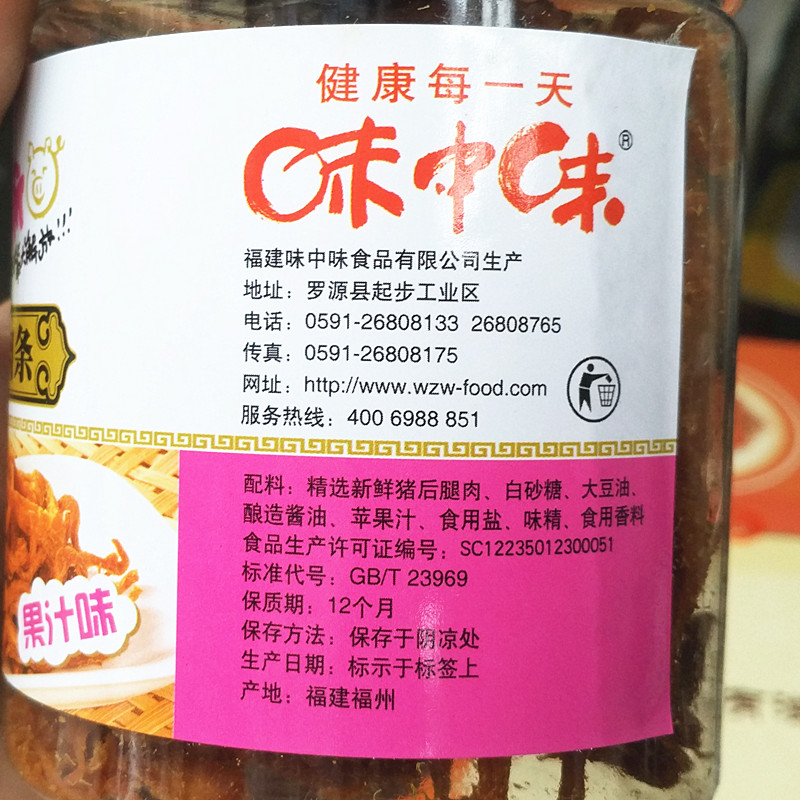 健康每一天
味中味®
福建味中味食品有限公司生产
地址：罗源县起步工业区
电话：0591-26808133 26808765
传真：0591-26808175
网址：http://www.wzw-food.com
服务热线：400 6988 851
条
果汁味
配料：精选新鲜猪后腿肉、白砂糖、大豆油、
酿造酱油、苹果汁、食用盐、味精、食用香料
食品生产许可证编号：SC12235012300051
标准代号：GB/T 23969
保质期：12个月
保存方法：保存于阴凉处
生产日期：标示于标签上
产地：福建福州